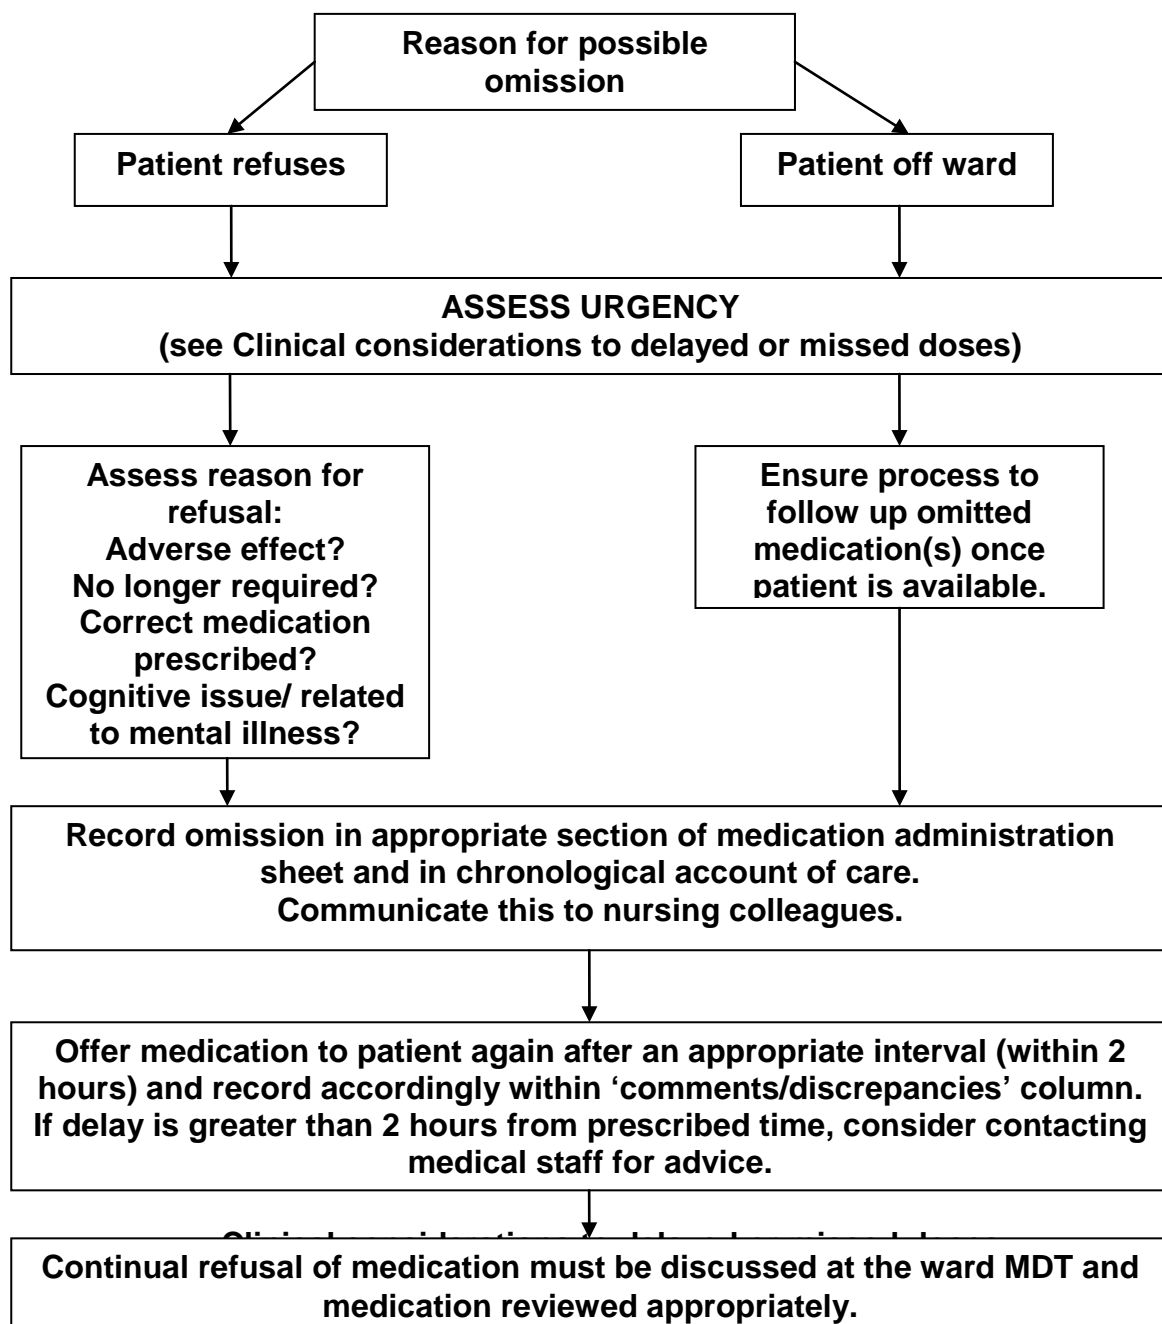 Reason for possible
omission
Patient refuses
Patient off ward
ASSESS URGENCY
(see Clinical considerations to delayed or missed doses)
Assess reason for
refusal:
Adverse effect?
No longer required?
Correct medication
prescribed?
Cognitive issue/ related
to mental illness?
Ensure process to
follow up omitted
medication(s) once
patient is available.
Record omission in appropriate section of medication administration
sheet and in chronological account of care.
Communicate this to nursing colleagues.
Offer medication to patient again after an appropriate interval (within 2
hours) and record accordingly within ‘comments/discrepancies’ column.
If delay is greater than 2 hours from prescribed time, consider contacting
medical staff for advice.
Continual refusal of medication must be discussed at the ward MDT and
medication reviewed appropriately.